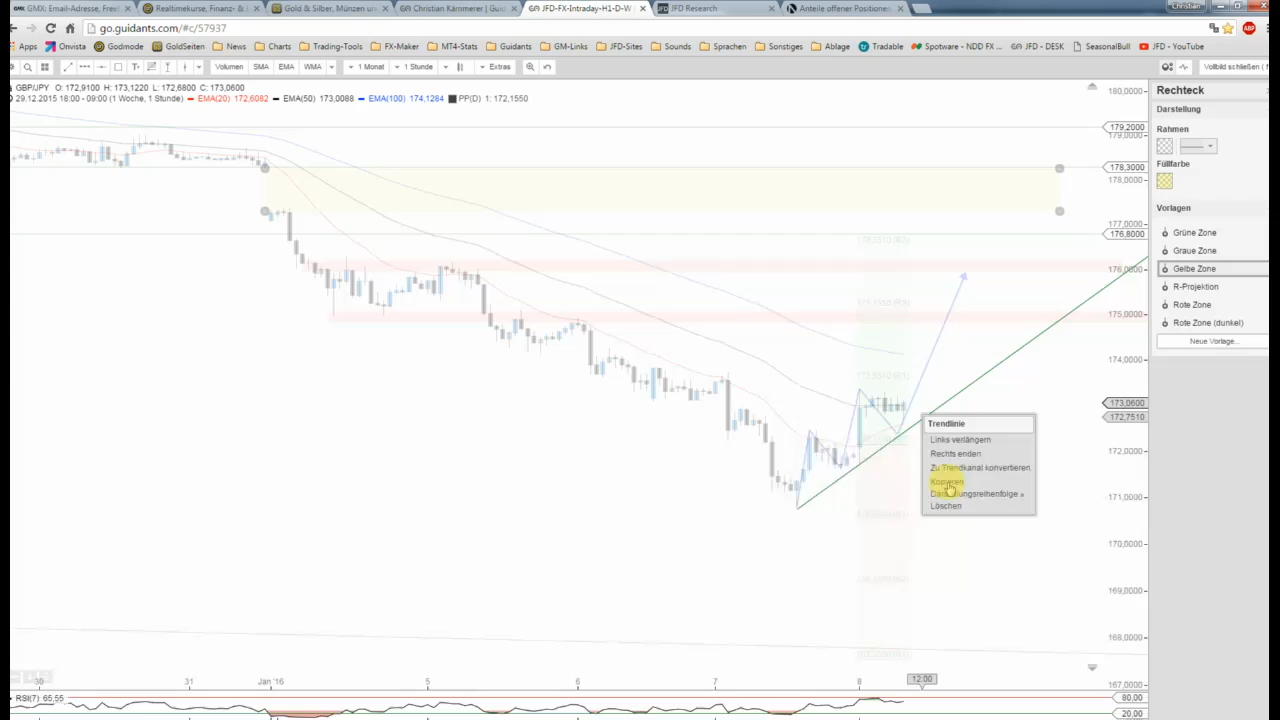 GMX: Email-Adresse, FreeM
Realtimekurse, Finanz- &
Gold & Silber, Münzen un
Christian Kämmerer | Guid
JFD-FX-Intraday-H1-D-W
JFD Research
Anteile offener Positionen
Christian
go.guidants.com/#c/57937
Apps Onvista Godmode GoldSeiten News Charts Trading-Tools FX-Maker MT4-Stats Guidants GM-Links JFD-Sites Sounds Sprachen Sonstiges Ablage Tradable Spotware - NDD FX ... JFD - DESK SeasonalBull JFD - YouTube
Volumen SMA EMA WMA 1 Monat 1 Stunde Extras Vollbild schließen (
GBP/JPY O: 172,9100 H: 173,1220 L: 172,6800 C: 173,0600
29.12.2015 18:00 - 09:00 (1 Woche, 1 Stunde) EMA(20) 172,6082 EMA(50) 173,0088 EMA(100) 174,1284 PP(D) 1: 172,1550
180,0000
179,2000
179,0000
178,3000
178,0000
177,0000
176,8000
176,0000
175,0000
174,0000
173,0600
172,7510
172,0000
171,0000
170,0000
169,0000
168,0000
167,0000
Trendlinie
Links verlängern
Rechts enden
Zu Trendkanal konvertieren
Kopieren
Darstellungsreihenfolge »
Löschen
Rechteck
Darstellung
Rahmen
Füllfarbe
Vorlagen
Grüne Zone
Graue Zone
Gelbe Zone
R-Projektion
Rote Zone
Rote Zone (dunkel)
Neue Vorlage...
30 31 Jan '16 5 6 7 8 12:00
RSI(7) 65,55
80,00
20,00